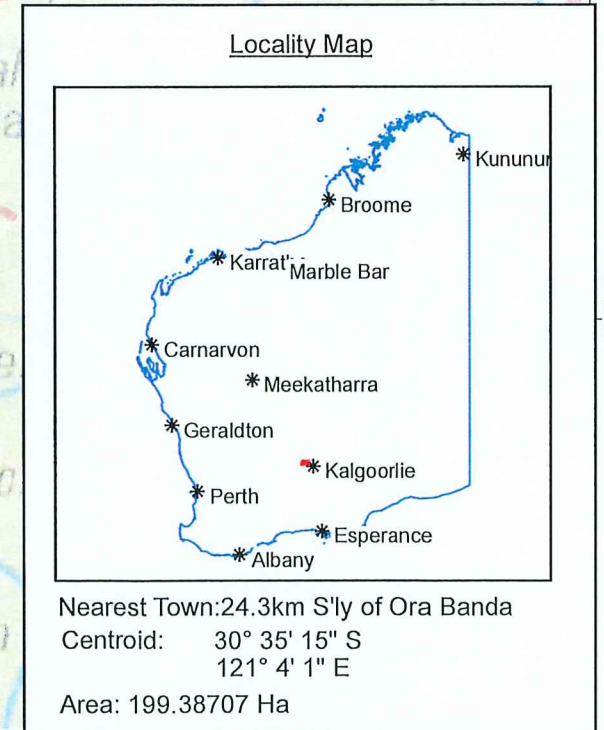 Locality Map
Kununur
Broome
Marble Bar
Carnarvon
Meekatharra
Geraldton
Kalgoorlie
Perth
Esperance
Albany
Nearest Town:24.3km S'ly of Ora Banda
Centroid: 30° 35' 15" S
121° 4' 1" E
Area: 199.38707 Ha